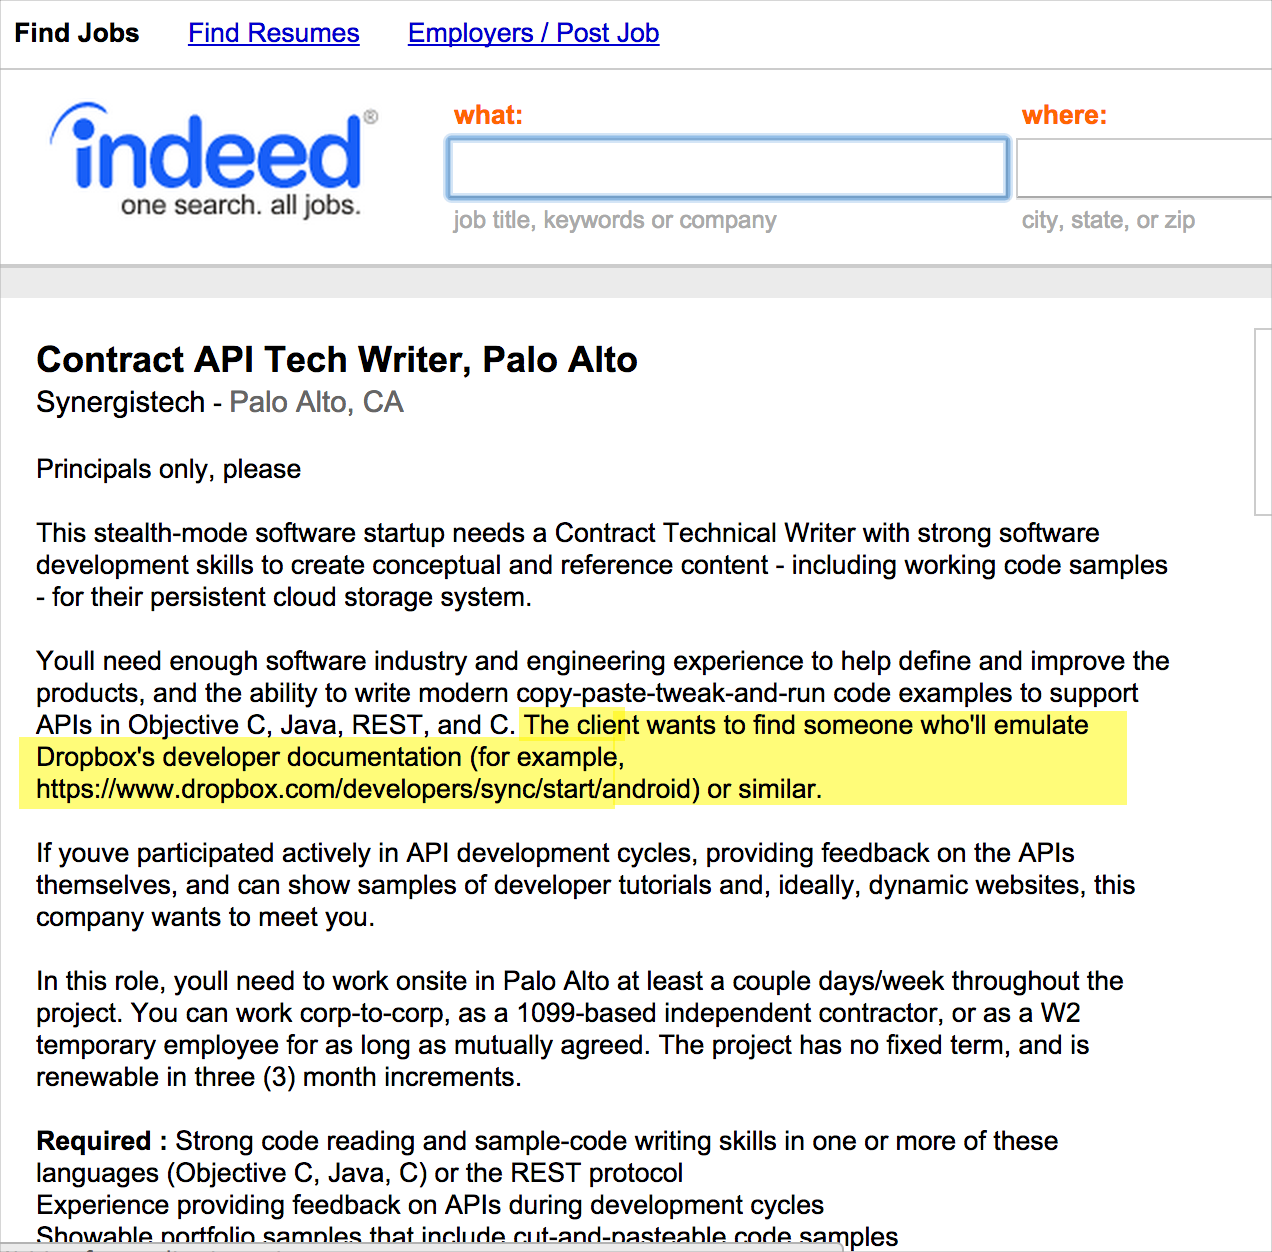 Find Jobs Find Resumes Employers / Post Job
what: where:
indeed®
one search. all jobs.
job title, keywords or company city, state, or zip
Contract API Tech Writer, Palo Alto
Synergistech - Palo Alto, CA
Principals only, please
This stealth-mode software startup needs a Contract Technical Writer with strong software
development skills to create conceptual and reference content - including working code samples
- for their persistent cloud storage system.
Youll need enough software industry and engineering experience to help define and improve the
products, and the ability to write modern copy-paste-tweak-and-run code examples to support
APIs in Objective C, Java, REST, and C. The client wants to find someone who'll emulate
Dropbox's developer documentation (for example,
https://www.dropbox.com/developers/sync/start/android) or similar.
If youve participated actively in API development cycles, providing feedback on the APIs
themselves, and can show samples of developer tutorials and, ideally, dynamic websites, this
company wants to meet you.
In this role, youll need to work onsite in Palo Alto at least a couple days/week throughout the
project. You can work corp-to-corp, as a 1099-based independent contractor, or as a W2
temporary employee for as long as mutually agreed. The project has no fixed term, and is
renewable in three (3) month increments.
Required : Strong code reading and sample-code writing skills in one or more of these
languages (Objective C, Java, C) or the REST protocol
Experience providing feedback on APIs during development cycles
Showable portfolio samples that include cut-and-pasteable code samples